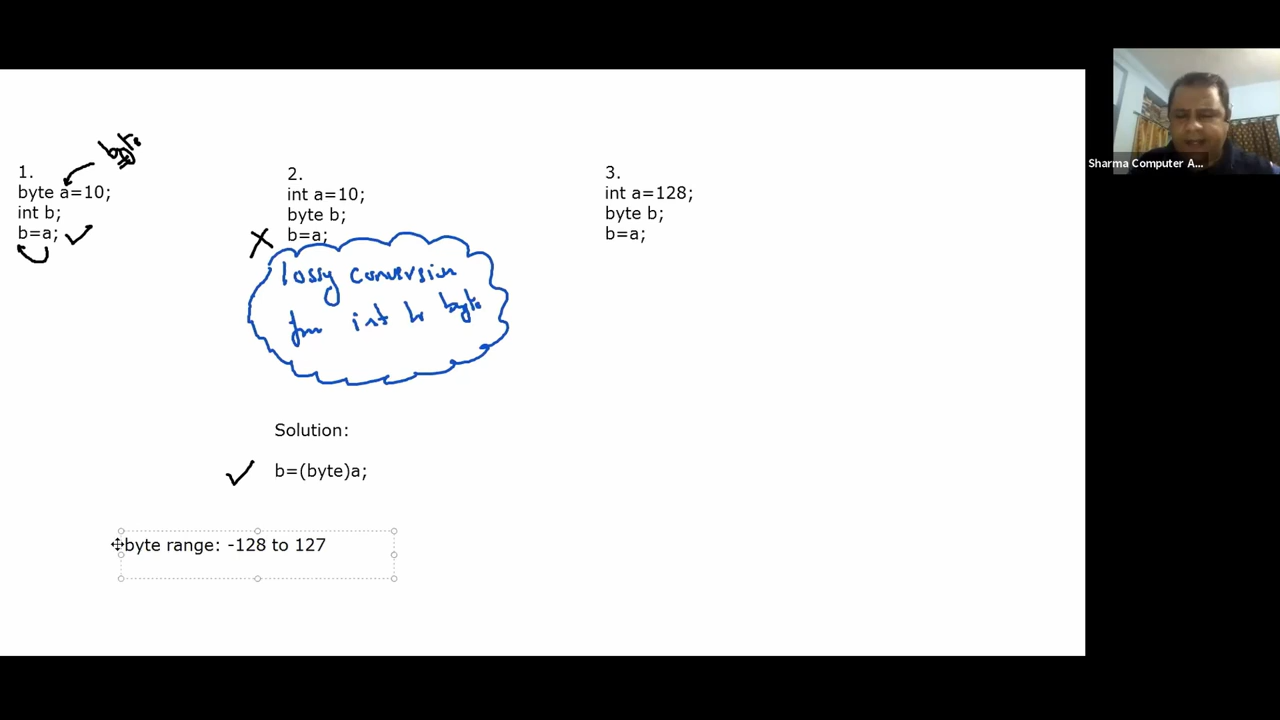 byte
1.
byte a=10;
int b;
b=a;
2.
int a=10;
byte b;
b=a;
lossy conversion
from int to byte
3.
int a=128;
byte b;
b=a;
Solution:
b=(byte)a;
byte range: -128 to 127
Sharma Computer A...